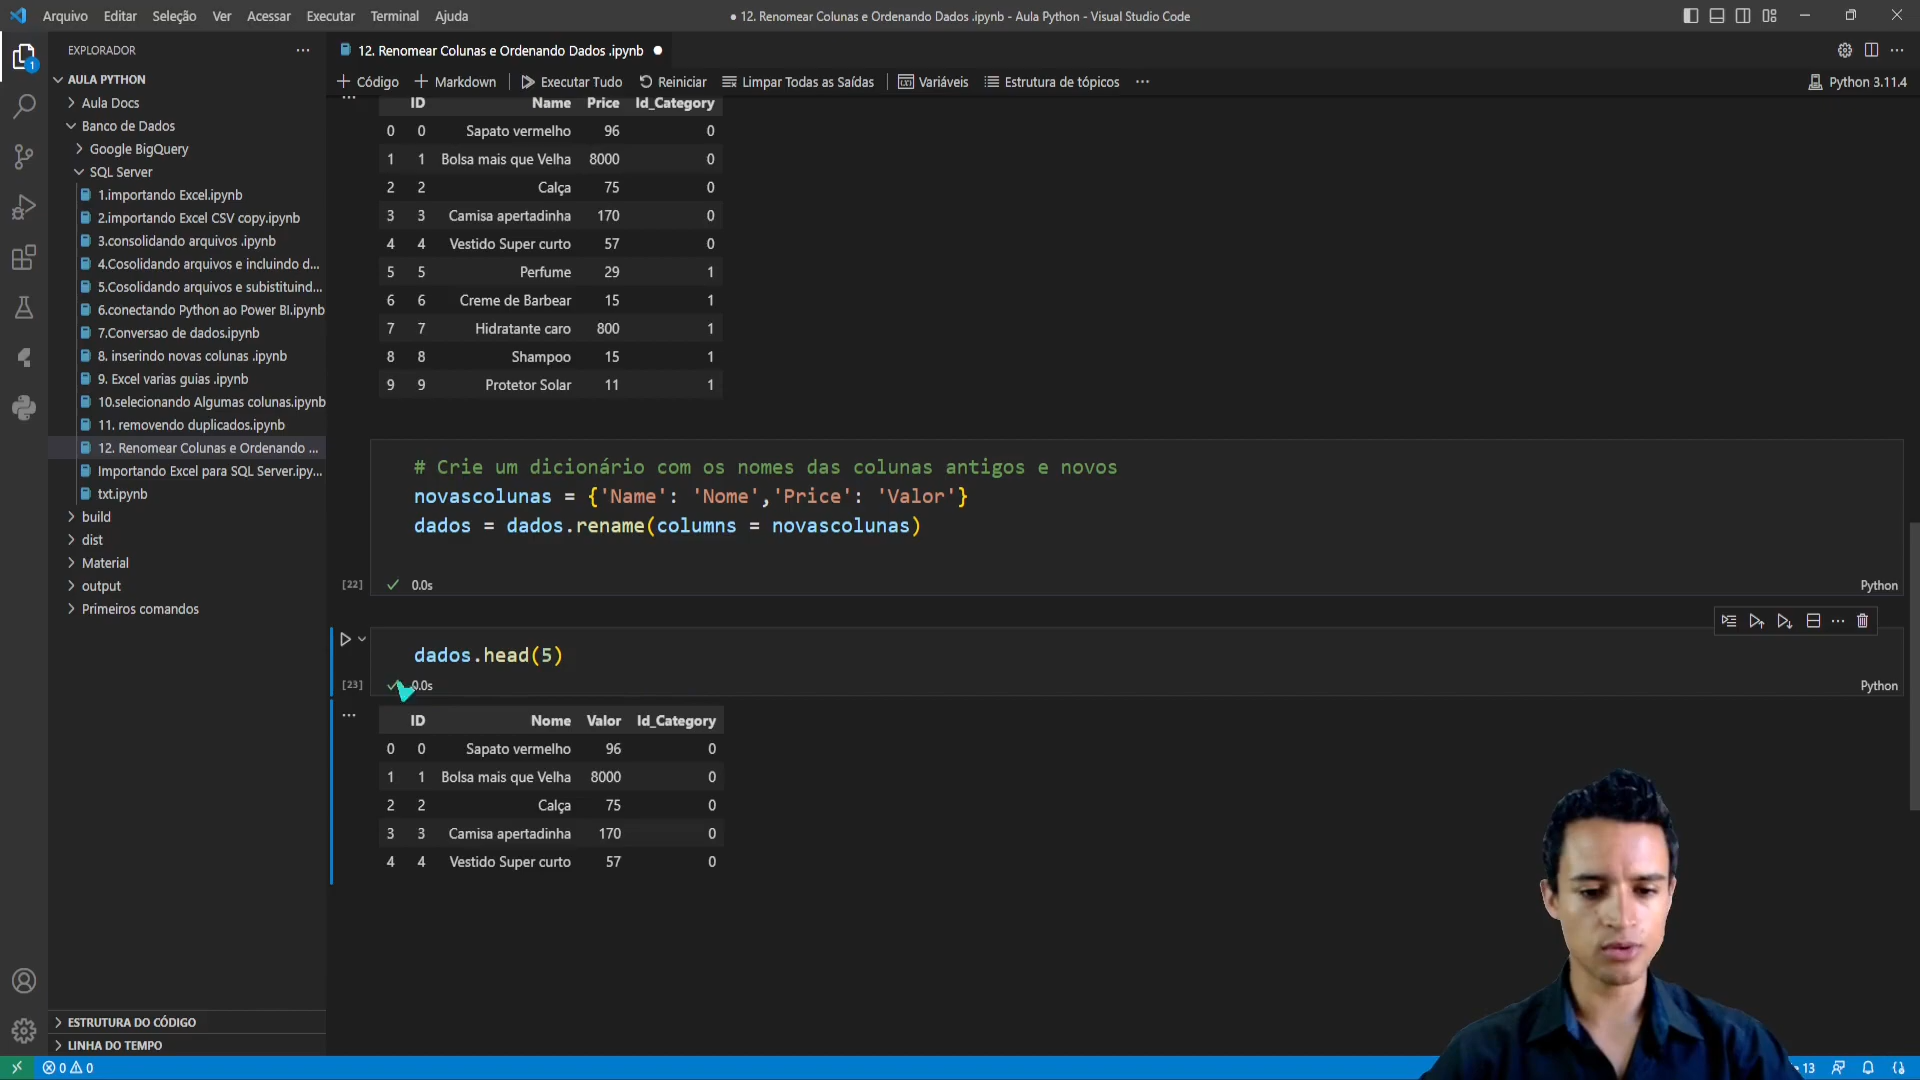 Arquivo Editar Seleção Ver Acessar Executar Terminal Ajuda
● 12. Renomear Colunas e Ordenando Dados .ipynb - Aula Python - Visual Studio Code
EXPLORADOR
12. Renomear Colunas e Ordenando Dados .ipynb
AULA PYTHON
Código Markdown Executar Tudo Reiniciar Limpar Todas as Saídas Variáveis Estrutura de tópicos
Python 3.11.4
Aula Docs
Banco de Dados
Google BigQuery
SQL Server
1.importando Excel.ipynb
2.importando Excel CSV copy.ipynb
3.consolidando arquivos .ipynb
4.Cosolidando arquivos e incluindo d...
5.Cosolidando arquivos e subistituind...
6.conectando Python ao Power BI.ipynb
7.Conversao de dados.ipynb
8. inserindo novas colunas .ipynb
9. Excel varias guias .ipynb
10.selecionando Algumas colunas.ipynb
11. removendo duplicados.ipynb
12. Renomear Colunas e Ordenando ...
Importando Excel para SQL Server.ipy...
txt.ipynb
build
dist
Material
output
Primeiros comandos
ESTRUTURA DO CÓDIGO
LINHA DO TEMPO
ID Name Price Id_Category
0 0 Sapato vermelho 96 0
1 1 Bolsa mais que Velha 8000 0
2 2 Calça 75 0
3 3 Camisa apertadinha 170 0
4 4 Vestido Super curto 57 0
5 5 Perfume 29 1
6 6 Creme de Barbear 15 1
7 7 Hidratante caro 800 1
8 8 Shampoo 15 1
9 9 Protetor Solar 11 1
# Crie um dicionário com os nomes das colunas antigos e novos
novascolunas = {'Name': 'Nome','Price': 'Valor'}
dados = dados.rename(columns = novascolunas)
[22] 0.0s
Python
dados.head(5)
[23] 0.0s
Python
ID Nome Valor Id_Category
0 0 Sapato vermelho 96 0
1 1 Bolsa mais que Velha 8000 0
2 2 Calça 75 0
3 3 Camisa apertadinha 170 0
4 4 Vestido Super curto 57 0
0 0
1
13